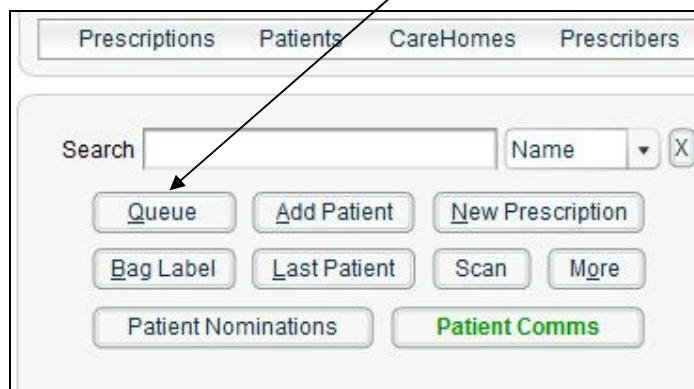 Prescriptions Patients CareHomes Prescribers
Search Name X
Queue Add Patient New Prescription
Bag Label Last Patient Scan More
Patient Nominations Patient Comms